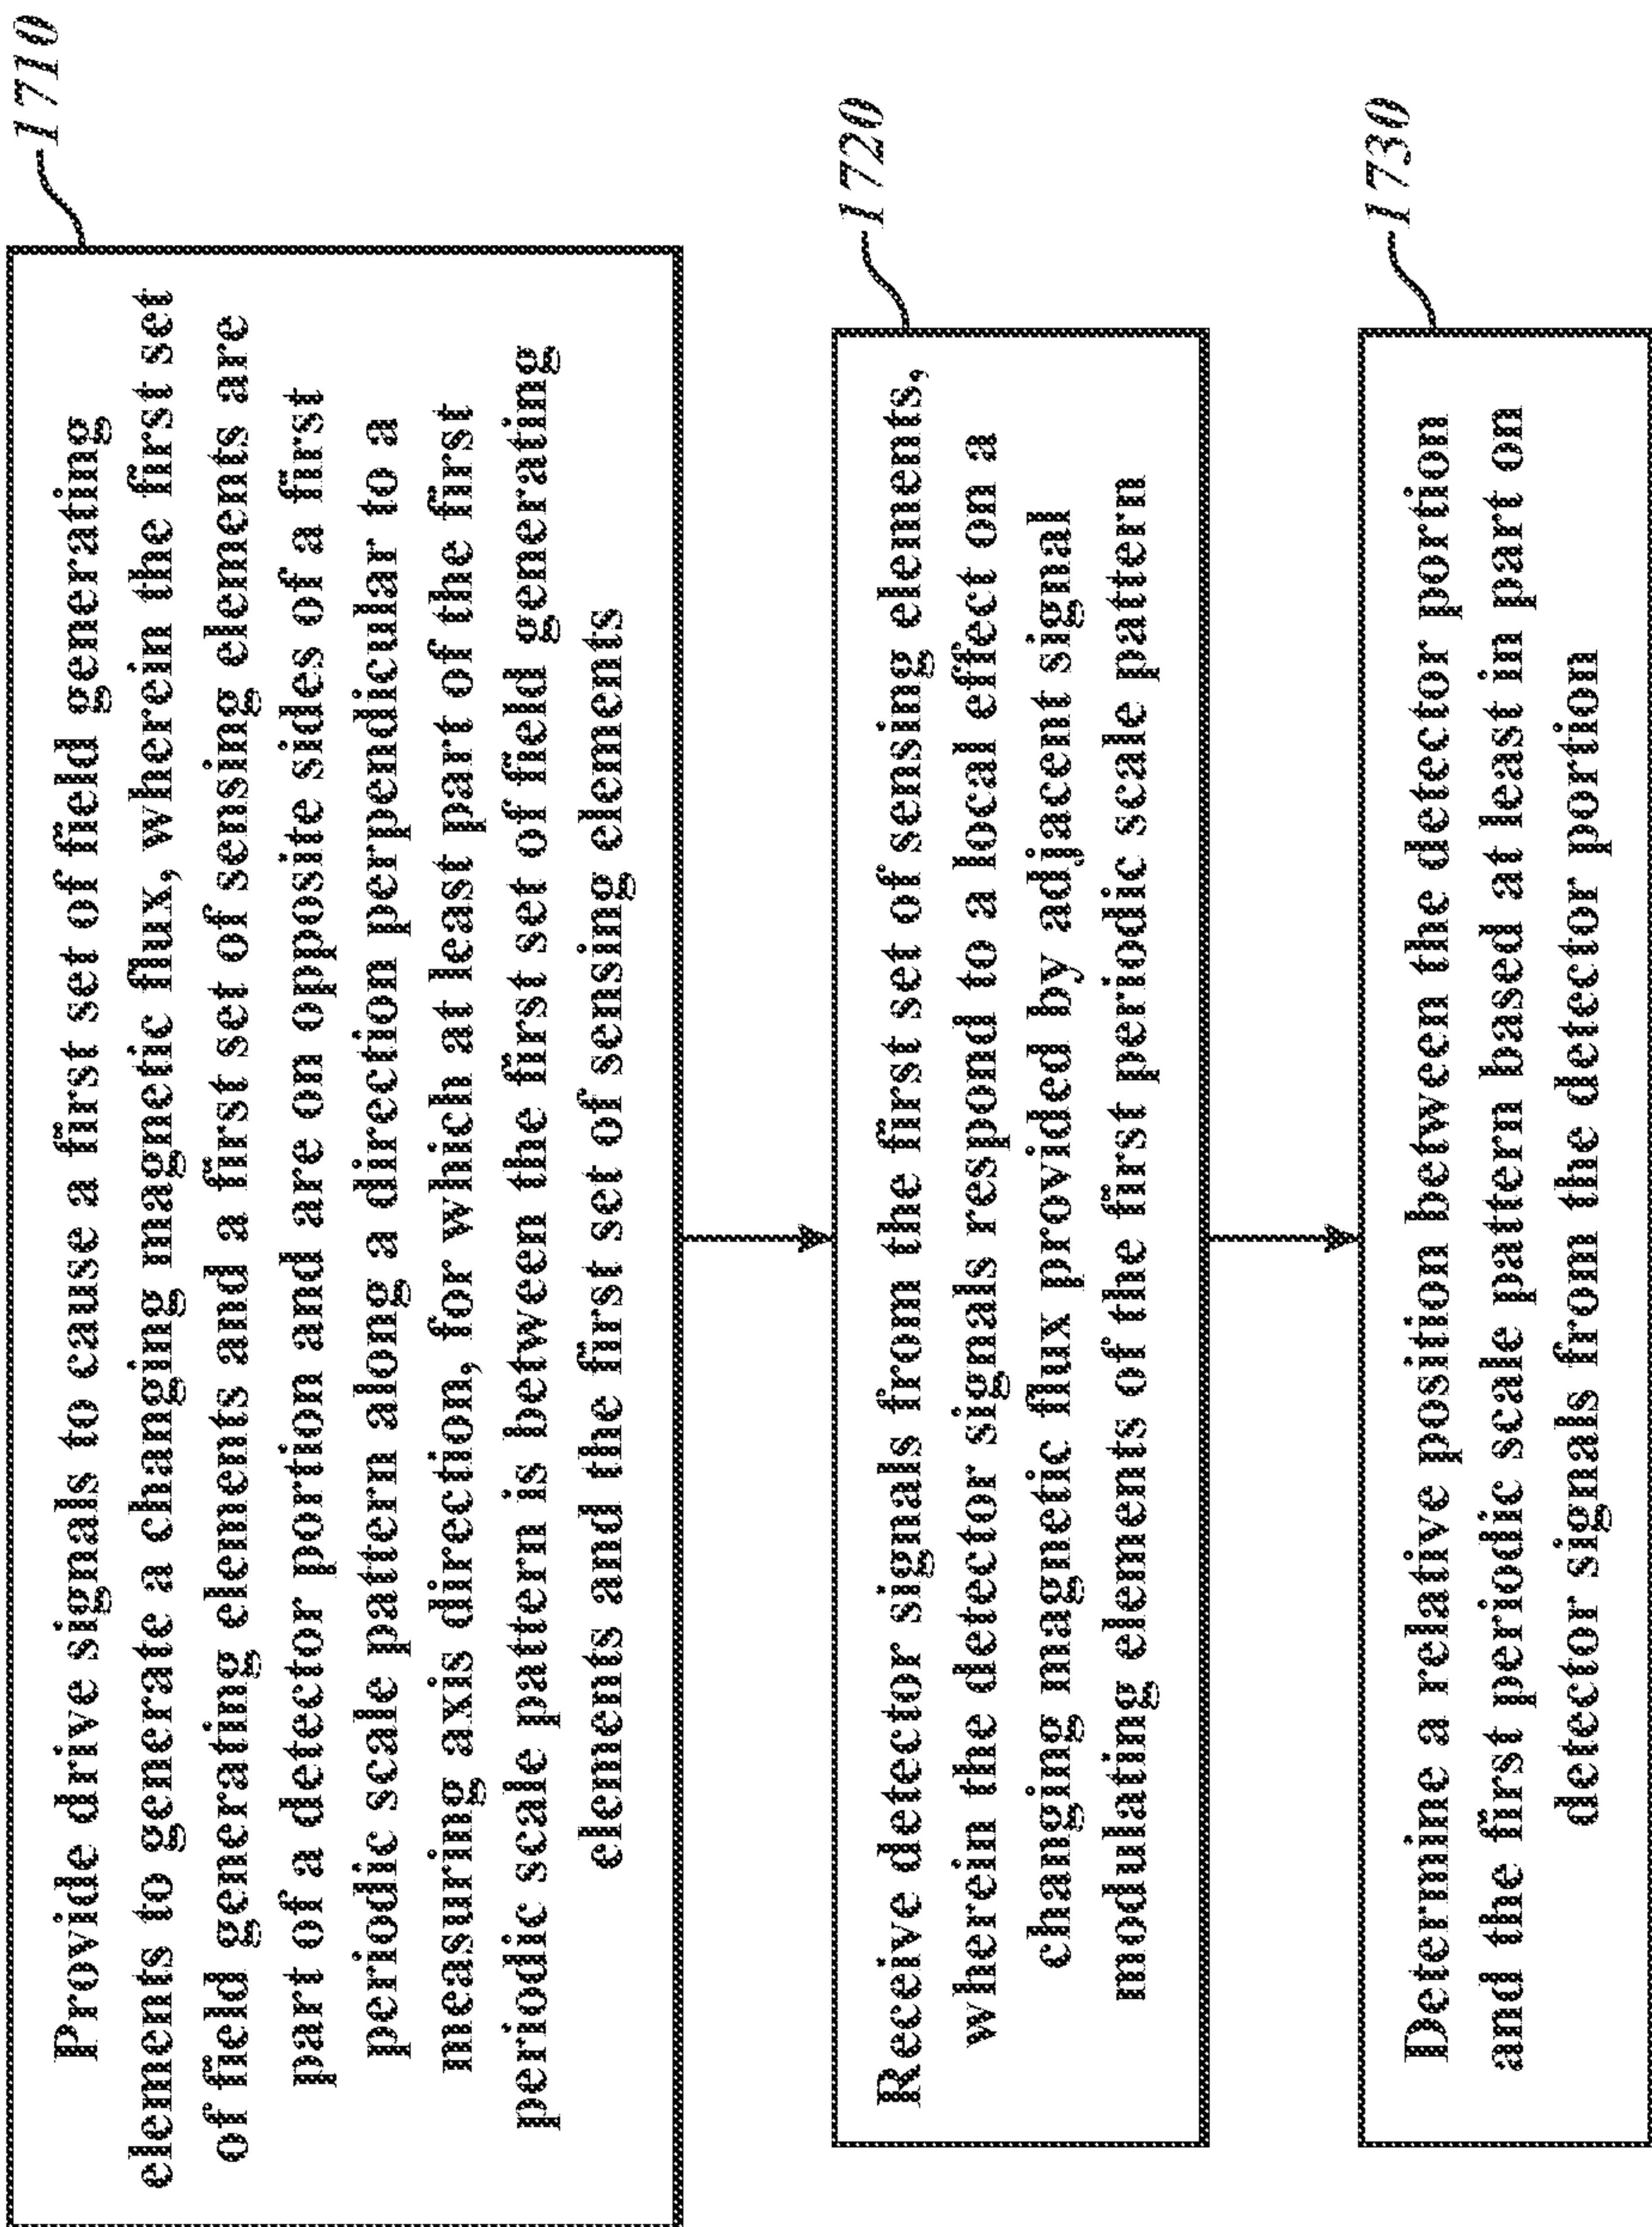 1710
Provide drive signals to cause a first set of field generating
elements to generate a changing magnetic flux, wherein the first set
of field generating elements and a first set of sensing elements are
part of a detector portion and are on opposite sides of a first
periodic scale pattern along a direction perpendicular to a
measuring axis direction, for which at least part of the first
periodic scale pattern is between the first set of field generating
elements and the first set of sensing elements
1720
Receive detector signals from the first set of sensing elements,
wherein the detector signals respond to a local effect on a
changing magnetic flux provided by adjacent signal
modulating elements of the first periodic scale pattern
1730
Determine a relative position between the detector portion
and the first periodic scale pattern based at least in part on
detector signals from the detector portion